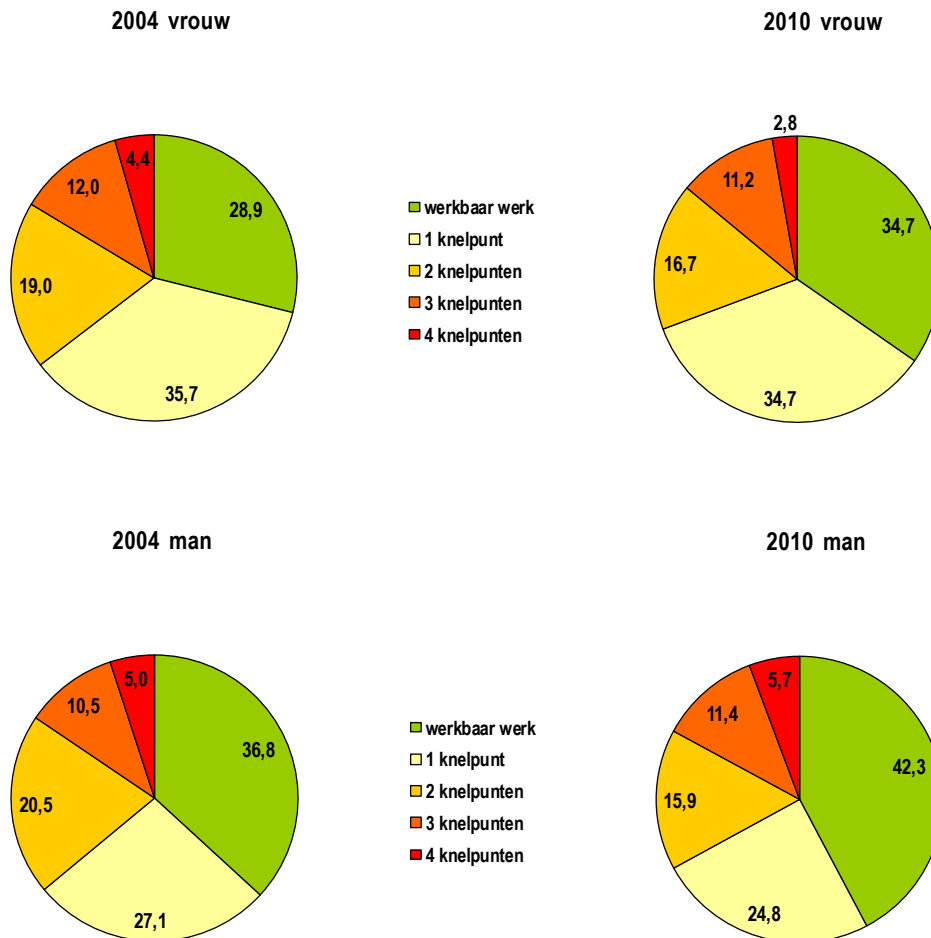 2004 vrouw
2010 vrouw
4,4
28,9
12,0
19,0
35,7
werkbaar werk
1 knelpunt
2 knelpunten
3 knelpunten
4 knelpunten
2,8
34,7
11,2
16,7
34,7
2004 man
2010 man
5,0
36,8
10,5
20,5
27,1
werkbaar werk
1 knelpunt
2 knelpunten
3 knelpunten
4 knelpunten
5,7
42,3
11,4
15,9
24,8